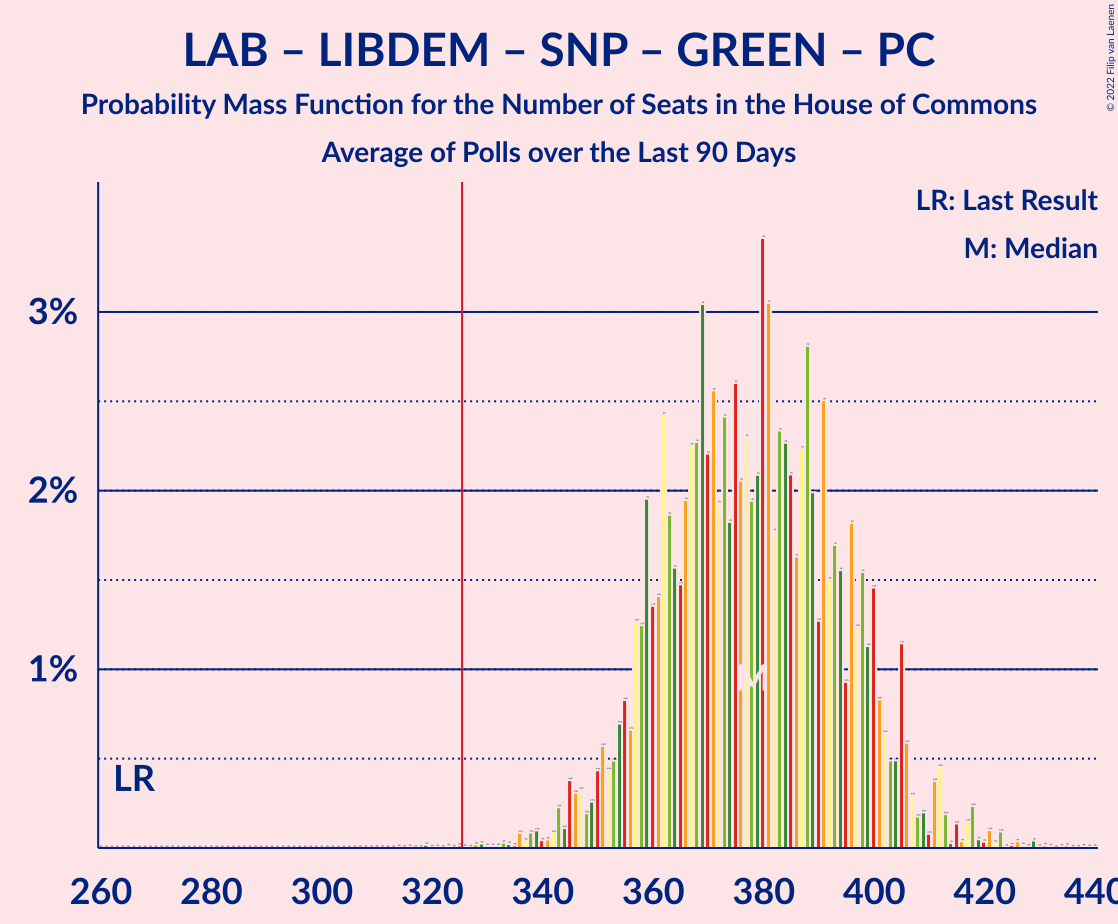 LAB – LIBDEM – SNP – GREEN – PC
Probability Mass Function for the Number of Seats in the House of Commons
Average of Polls over the Last 90 Days
© 2022 Filip van Laenen
LR: Last Result
M: Median
3%
2%
1%
M
LR
260 280 300 320 340 360 380 400 420 440